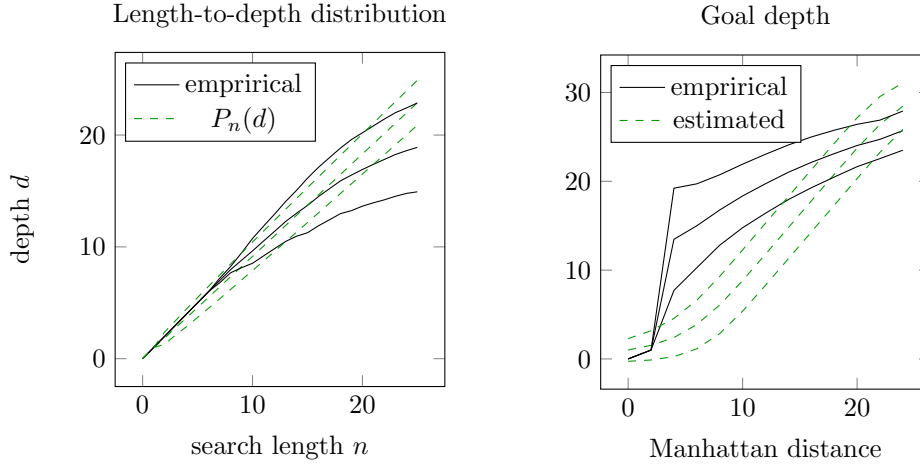 Length-to-depth distribution
emprirical
P_n(d)
20
10
0
depth d
0 10 20
search length n
Goal depth
emprirical
estimated
30
20
10
0
0 10 20
Manhattan distance